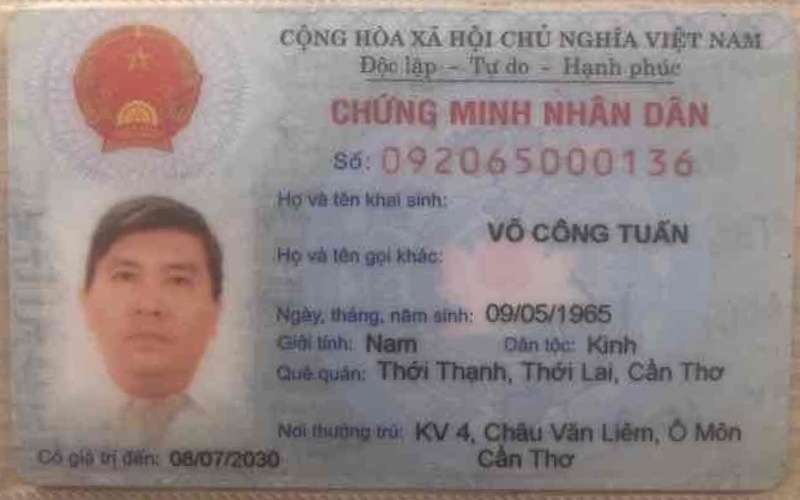 CỘNG HÒA XÃ HỘI CHỦ NGHĨA VIỆT NAM
Độc lập - Tự do - Hạnh phúc
CHỨNG MINH NHÂN DÂN
Số: 092065000136
Họ và tên khai sinh:
VÕ CÔNG TUẤN
Họ và tên gọi khác:
Ngày, tháng, năm sinh: 09/05/1965
Giới tính: Nam Dân tộc: Kinh
Quê quán: Thới Thạnh, Thới Lai, Cần Thơ
Nơi thường trú: KV 4, Châu Văn Liêm, Ô Môn
Cần Thơ
Có giá trị đến: 08/07/2030